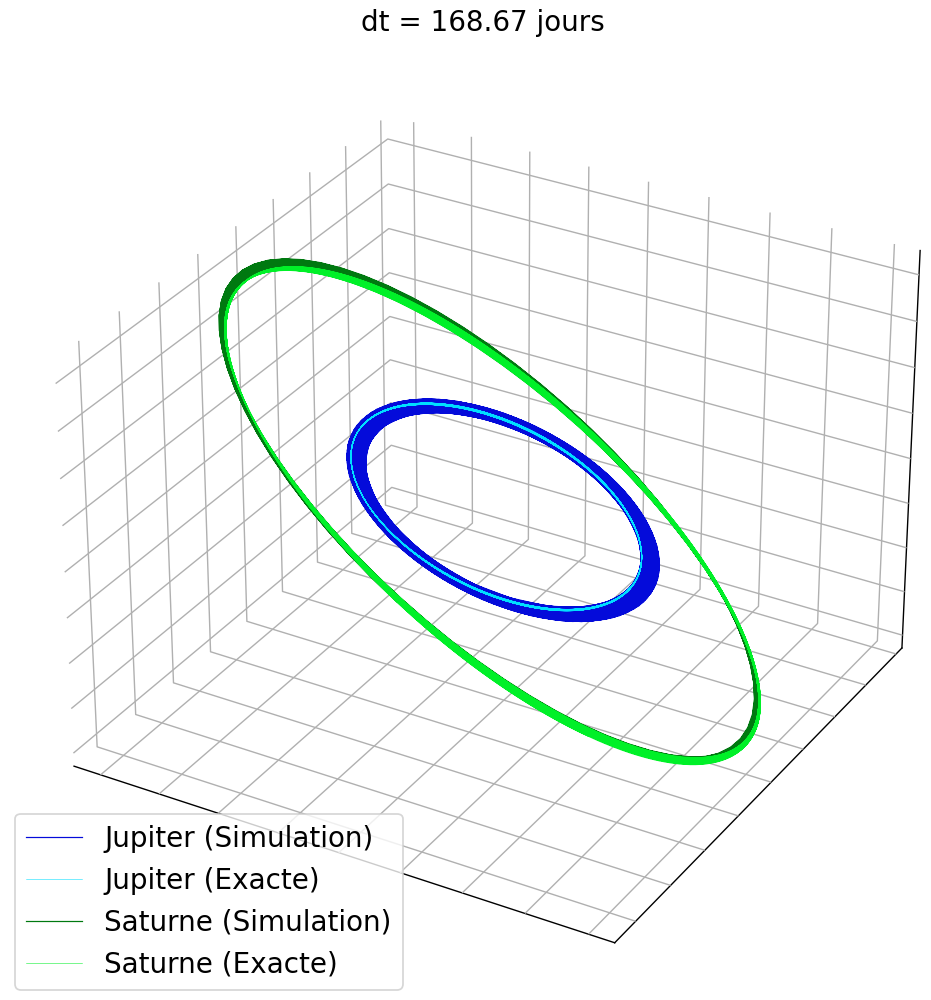 dt = 168.67 jours
Jupiter (Simulation)
Jupiter (Exacte)
Saturne (Simulation)
Saturne (Exacte)